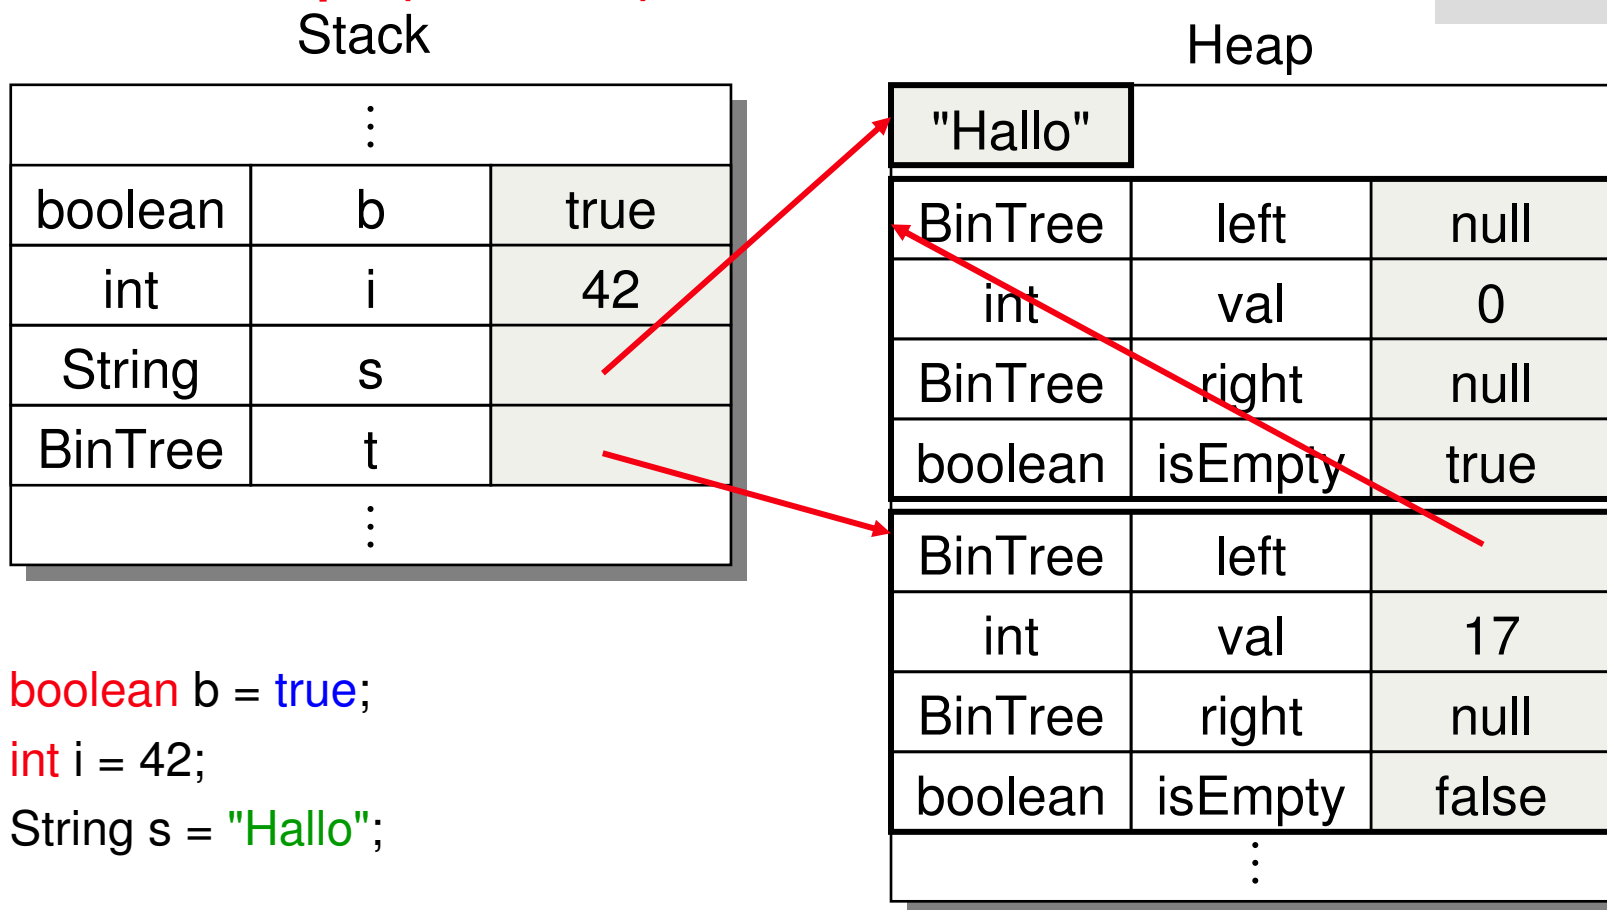 Stack
⋮
boolean b true
int i 42
String s
BinTree t
⋮
boolean b = true;
int i = 42;
String s = "Hallo";
Heap
"Hallo"
BinTree left null
int val 0
BinTree right null
boolean isEmpty true
BinTree left
int val 17
BinTree right null
boolean isEmpty false
⋮